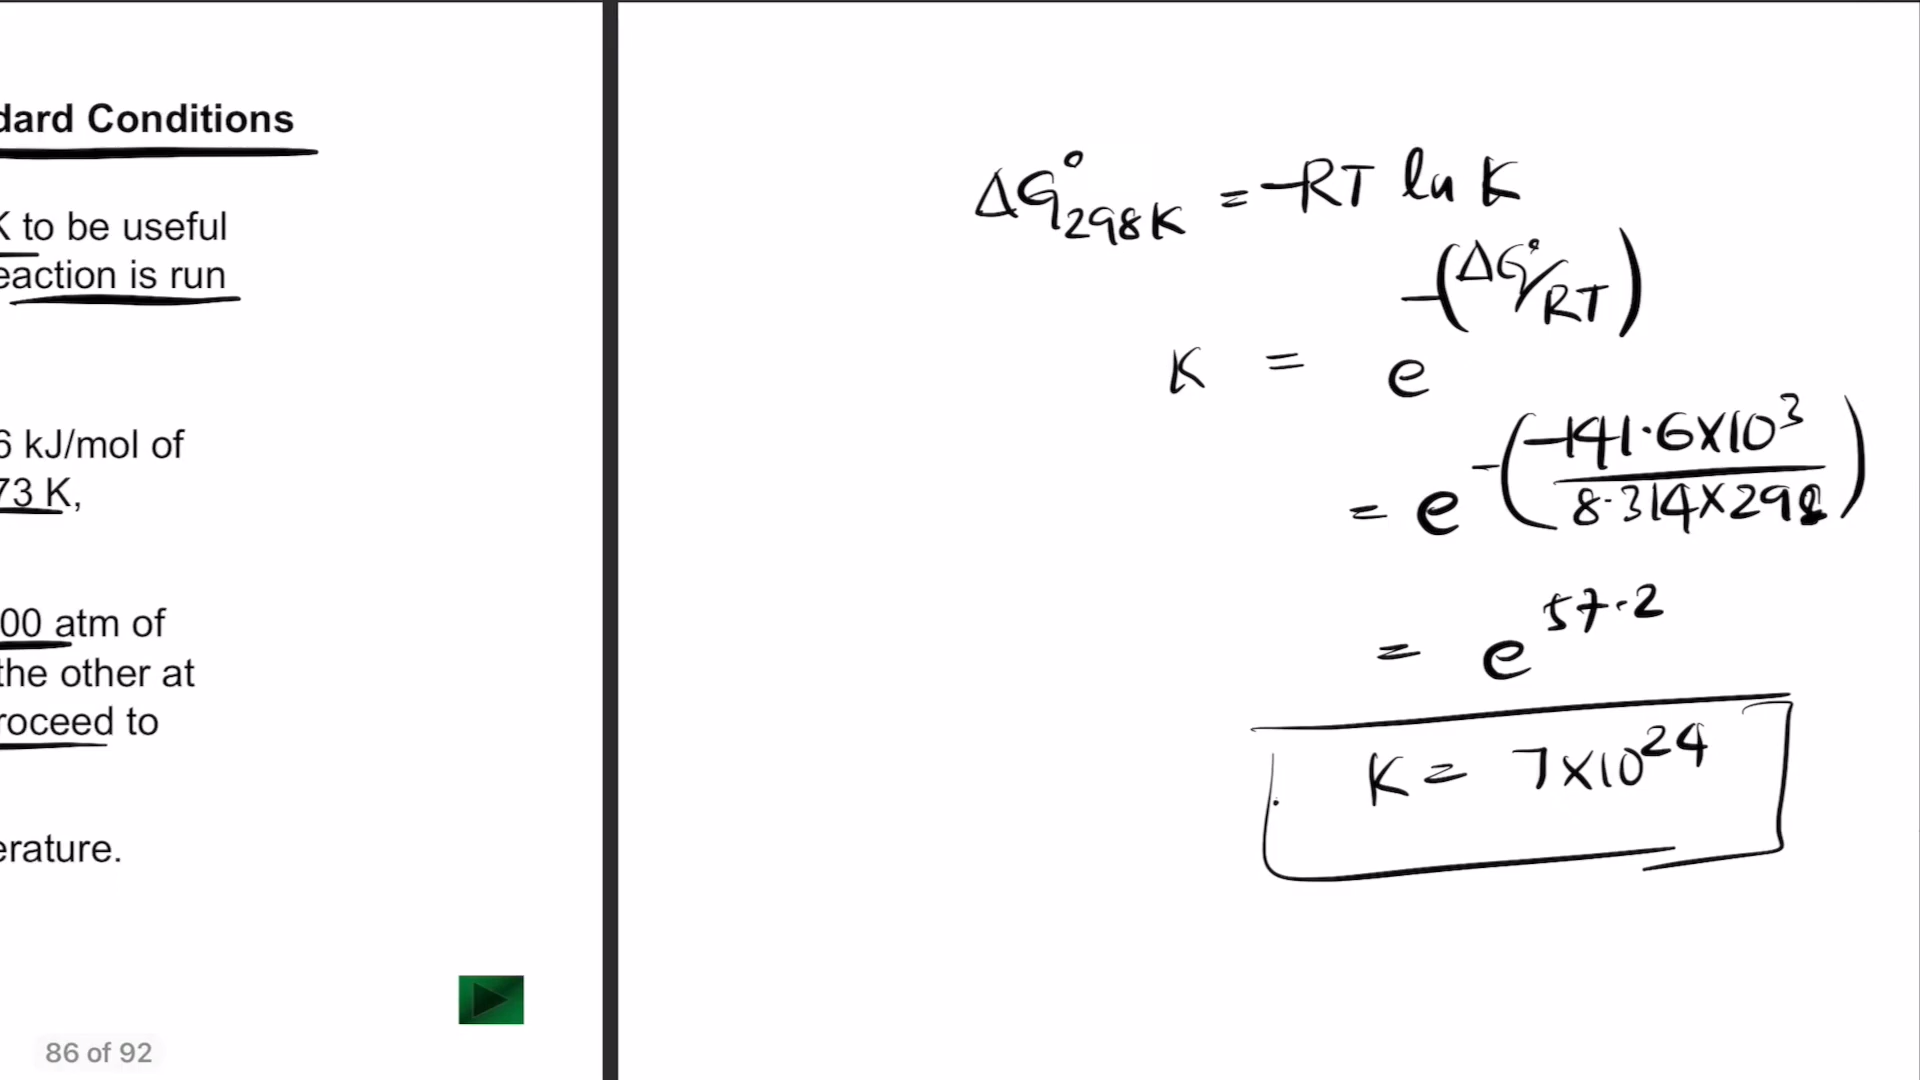 dard Conditions
K to be useful
eaction is run
6 kJ/mol of
73 K,
00 atm of
the other at
roceed to
erature.
86 of 92
ΔG°298K = -RT ln K
K = e^-(ΔG°/RT)
= e^-(-141.6X10^3/8.314X298)
= e^57.2
K = 7X10^24